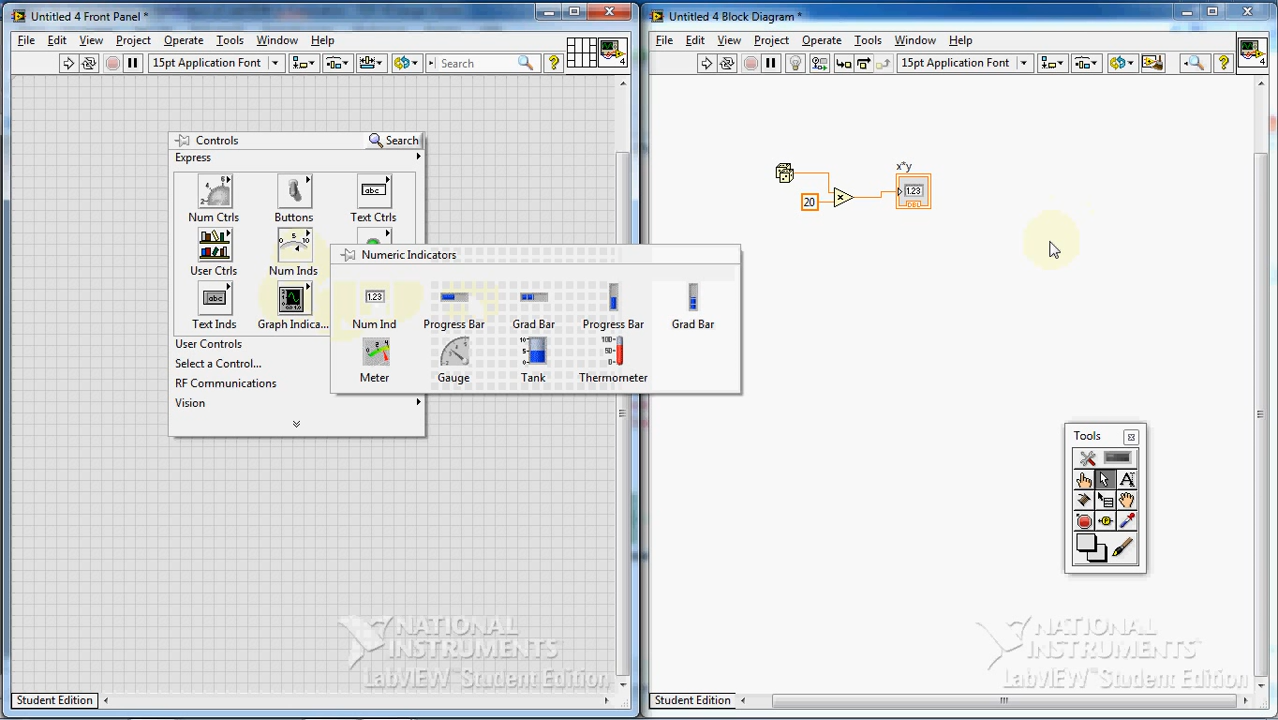 Untitled 4 Front Panel *
File Edit View Project Operate Tools Window Help
15pt Application Font
Search
4
Controls
Search
Express
Num Ctrls Buttons Text Ctrls
User Ctrls Num Inds
Text Inds Graph Indica...
User Controls
Select a Control...
RF Communications
Vision
Numeric Indicators
1.23
Num Ind Progress Bar Grad Bar Progress Bar Grad Bar
Meter Gauge Tank Thermometer
NATIONAL
INSTRUMENTS
LabVIEW Student Edition
Student Edition
Untitled 4 Block Diagram *
File Edit View Project Operate Tools Window Help
15pt Application Font
4
x*y
20
1.23
Tools
NATIONAL
INSTRUMENTS
LabVIEW Student Edition
Student Edition